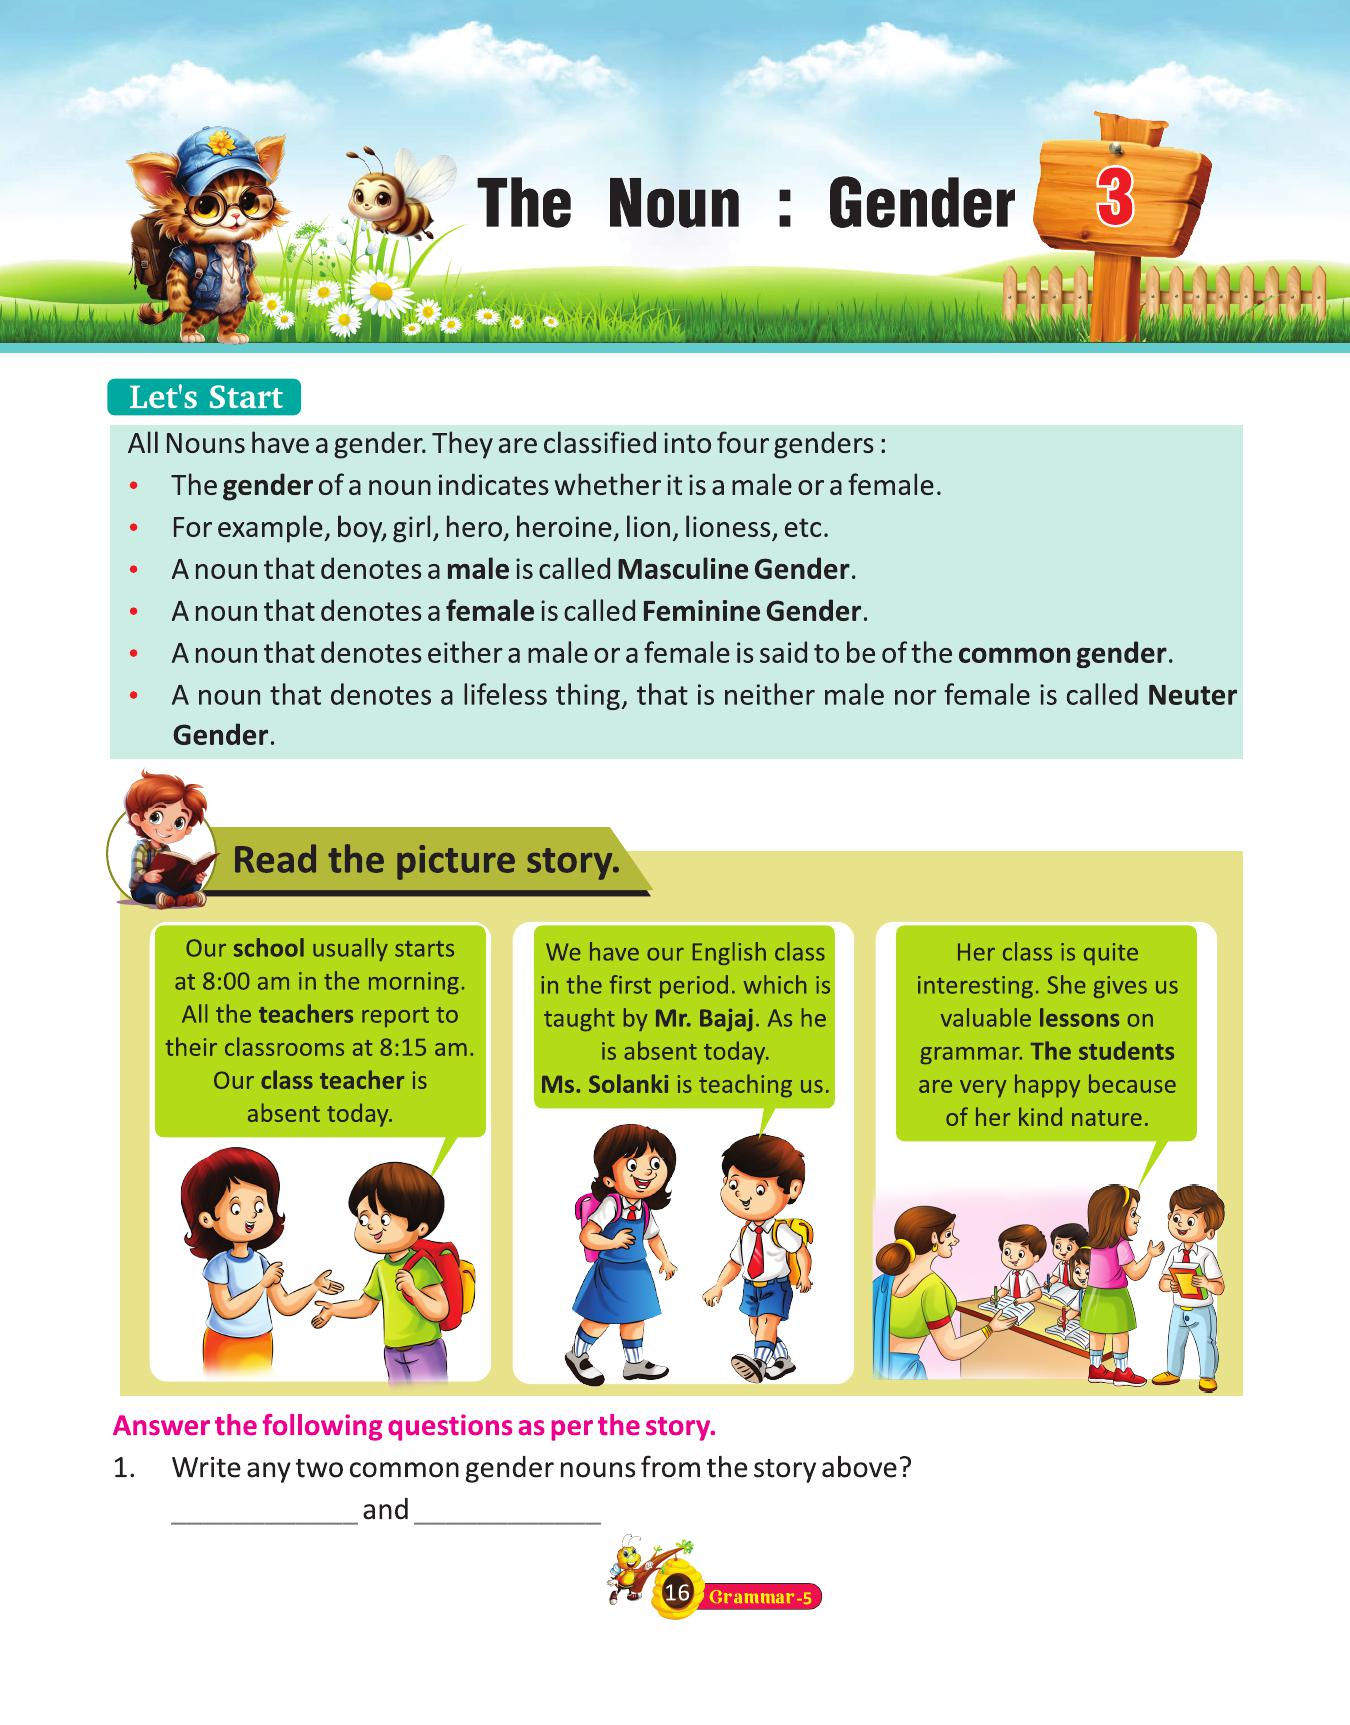 The Noun : Gender
3
Let's Start
All Nouns have a gender. They are classified into four genders :
• The gender of a noun indicates whether it is a male or a female.
• For example, boy, girl, hero, heroine, lion, lioness, etc.
• A noun that denotes a male is called Masculine Gender.
• A noun that denotes a female is called Feminine Gender.
• A noun that denotes either a male or a female is said to be of the common gender.
• A noun that denotes a lifeless thing, that is neither male nor female is called Neuter
Gender.
Read the picture story.
Our school usually starts
at 8:00 am in the morning.
All the teachers report to
their classrooms at 8:15 am.
Our class teacher is
absent today.
We have our English class
in the first period. which is
taught by Mr. Bajaj. As he
is absent today.
Ms. Solanki is teaching us.
Her class is quite
interesting. She gives us
valuable lessons on
grammar. The students
are very happy because
of her kind nature.
Answer the following questions as per the story.
1. Write any two common gender nouns from the story above?
_____________ and _____________
16
Grammar-5